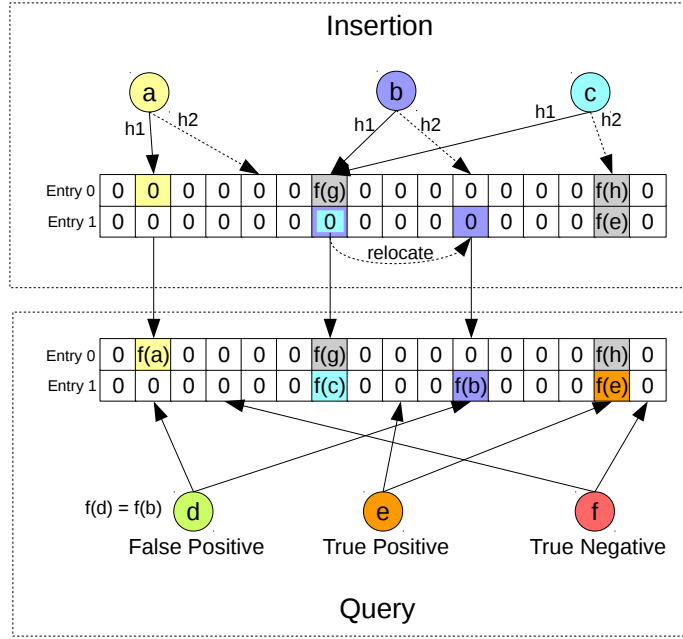 Insertion
a b c
h1 h2 h1 h2 h1 h2
Entry 0 0 0 0 0 0 0 f(g) 0 0 0 0 0 0 0 f(h) 0
Entry 1 0 0 0 0 0 0 0 0 0 0 0 0 0 0 f(e) 0
relocate
Entry 0 0 f(a) 0 0 0 0 f(g) 0 0 0 0 0 0 0 f(h) 0
Entry 1 0 0 0 0 0 0 f(c) 0 0 0 f(b) 0 0 0 f(e) 0
f(d) = f(b) d e f
False Positive True Positive True Negative
Query